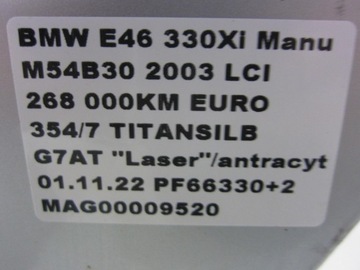 BMW E46 330Xi Manu
M54B30 2003 LCI
268 000KM EURO
354/7 TITANSILB
G7AT "Laser"/antracyt
01.11.22 PF66330+2
MAG00009520